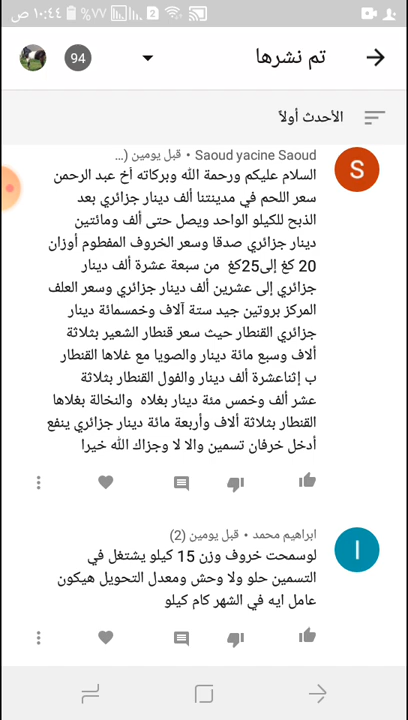 ١٠:٤٤ ص ٧٧% 2
تم نشرها
94
الأحدث أولاً
Saoud yacine Saoud • قبل يومين (...
S
السلام عليكم ورحمة الله وبركاته أخ عبد الرحمن
سعر اللحم في مدينتنا ألف دينار جزائري بعد
الذبح للكيلو الواحد ويصل حتى ألف ومائتين
دينار جزائري صدقا وسعر الخروف المفطوم أوزان
20 كغ إلى25كغ من سبعة عشرة ألف دينار
جزائري إلى عشرين ألف دينار جزائري وسعر العلف
المركز بروتين جيد ستة آلاف وخمسمائة دينار
جزائري القنطار حيث سعر قنطار الشعير بثلاثة
ألاف وسبع مائة دينار والصويا مع غلاها القنطار
ب إثناعشرة ألف دينار والفول القنطار بثلاثة
عشر ألف وخمس مئة دينار بغلاه والنخالة بغلاها
القنطار بثلاثة ألاف وأربعة مائة دينار جزائري ينفع
أدخل خرفان تسمين والا لا وجزاك الله خيرا
ابراهيم محمد • قبل يومين (2)
I
لوسمحت خروف وزن 15 كيلو يشتغل في
التسمين حلو ولا وحش ومعدل التحويل هيكون
عامل ايه في الشهر كام كيلو